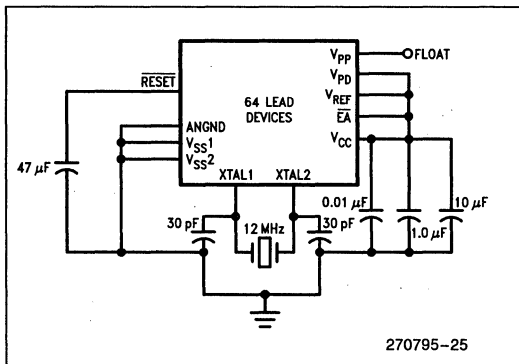 VPP
FLOAT
RESET
VPD
64 LEAD
DEVICES
VREF
ANGND
EA
VSS1
VCC
VSS2
47 µF
XTAL1
XTAL2
0.01 µF
10 µF
30 pF
12 MHz
30 pF
1.0 µF
270795-25